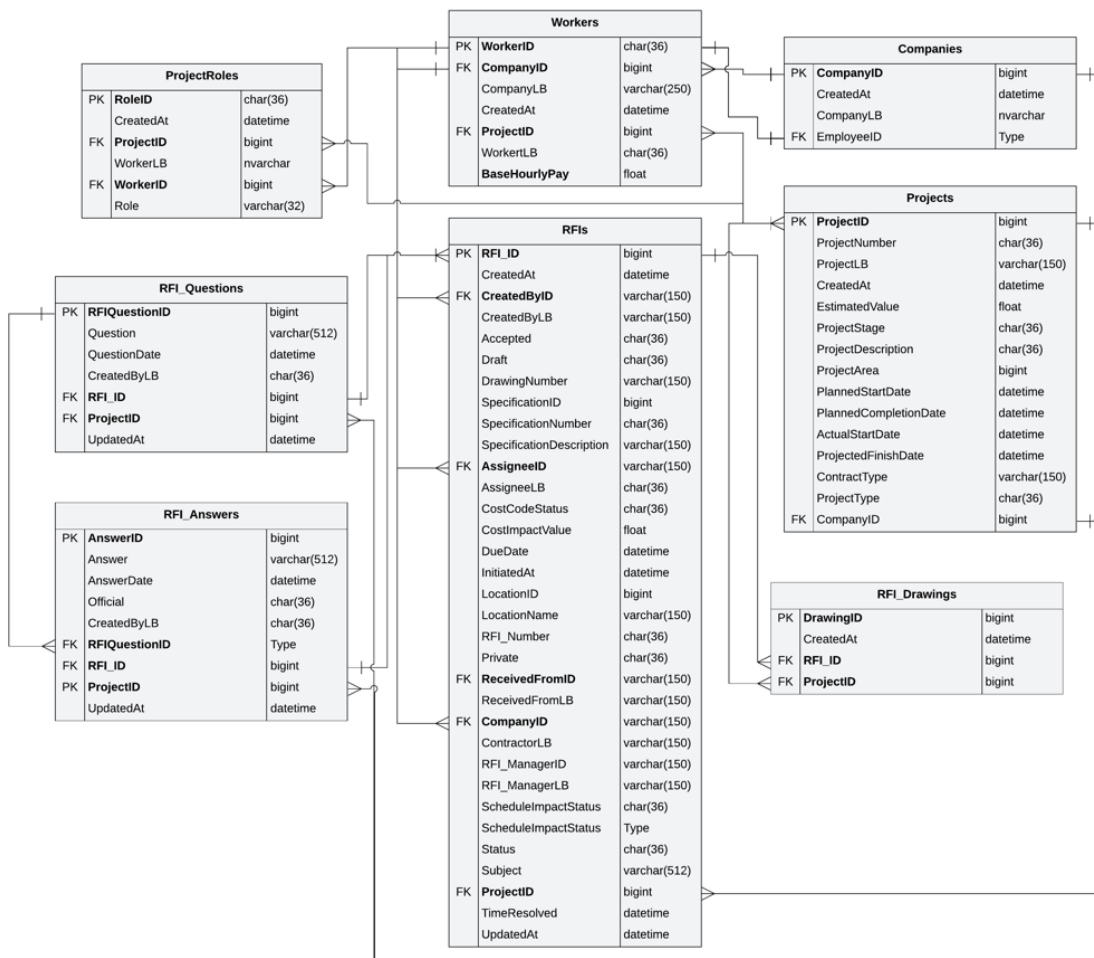 Workers
PK WorkerID char(36)
FK CompanyID bigint
CompanyLB varchar(250)
CreatedAt datetime
FK ProjectID bigint
WorkertLB char(36)
BaseHourlyPay float
Companies
PK CompanyID bigint
CreatedAt datetime
CompanyLB nvarchar
FK EmployeeID Type
ProjectRoles
PK RoleID char(36)
CreatedAt datetime
FK ProjectID bigint
WorkerLB nvarchar
FK WorkerID bigint
Role varchar(32)
Projects
PK ProjectID bigint
ProjectNumber char(36)
ProjectLB varchar(150)
CreatedAt datetime
EstimatedValue float
ProjectStage char(36)
ProjectDescription char(36)
ProjectArea bigint
PlannedStartDate datetime
PlannedCompletionDate datetime
ActualStartDate datetime
ProjectedFinishDate datetime
ContractType varchar(150)
ProjectType char(36)
FK CompanyID bigint
RFIs
PK RFI_ID bigint
CreatedAt datetime
FK CreatedByID varchar(150)
CreatedByLB varchar(150)
Accepted char(36)
Draft char(36)
DrawingNumber varchar(150)
SpecificationID bigint
SpecificationNumber char(36)
SpecificationDescription varchar(150)
FK AssigneeID varchar(150)
AssigneeLB char(36)
CostCodeStatus char(36)
CostImpactValue float
DueDate datetime
InitiatedAt datetime
LocationID bigint
LocationName varchar(150)
RFI_Number char(36)
Private char(36)
FK ReceivedFromID varchar(150)
ReceivedFromLB varchar(150)
FK CompanyID varchar(150)
ContractorLB varchar(150)
RFI_ManagerID varchar(150)
RFI_ManagerLB varchar(150)
ScheduleImpactStatus char(36)
ScheduleImpactStatus Type
Status char(36)
Subject varchar(512)
FK ProjectID bigint
TimeResolved datetime
UpdatedAt datetime
RFI_Questions
PK RFIQuestionID bigint
Question varchar(512)
QuestionDate datetime
CreatedByLB char(36)
FK RFI_ID bigint
FK ProjectID bigint
UpdatedAt datetime
RFI_Answers
PK AnswerID bigint
Answer varchar(512)
AnswerDate datetime
Official char(36)
CreatedByLB char(36)
FK RFIQuestionID Type
FK RFI_ID bigint
PK ProjectID bigint
UpdatedAt datetime
RFI_Drawings
PK DrawingID bigint
CreatedAt datetime
FK RFI_ID bigint
FK ProjectID bigint